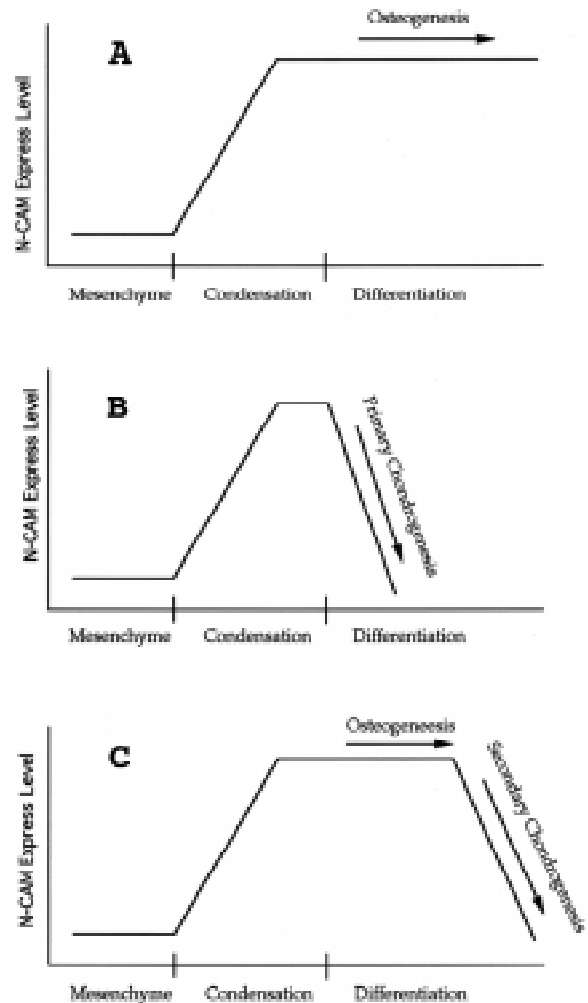 Osteogenesis
A
N-CAM Express Level
Mesenchyme Condensation Differentiation
B
Primary Chondrogenesis
N-CAM Express Level
Mesenchyme Condensation Differentiation
Osteogeneesis
C
Secondary Chondrogenesis
N-CAM Express Level
Mesenchyme Condensation Differentiation